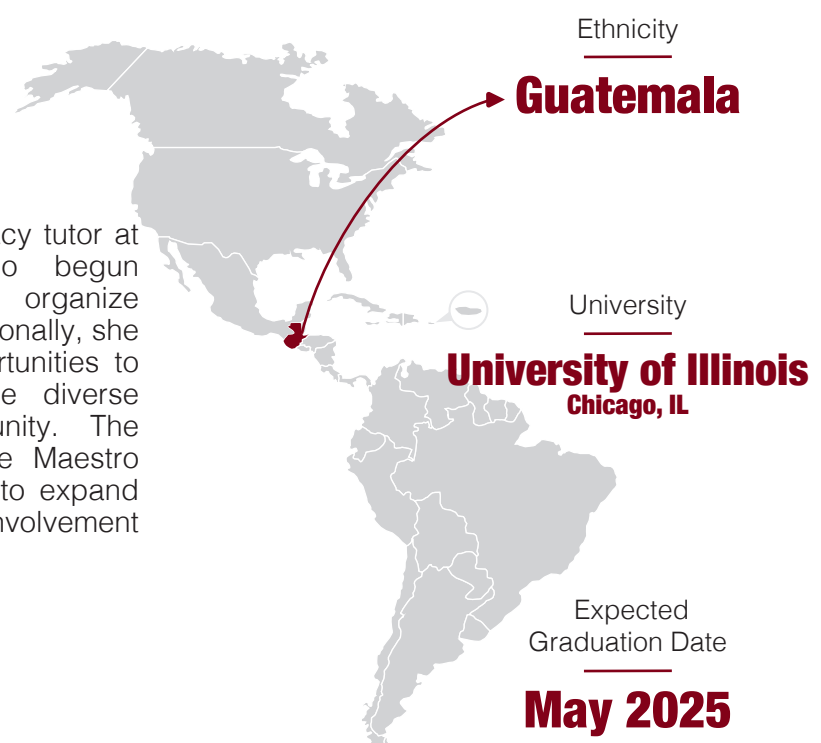 Ethnicity
Guatemala
cy tutor at
o begun
organize
onally, she
rtunities to
e diverse
unity. The
e Maestro
to expand
nvolvement
University
University of Illinois
Chicago, IL
Expected
Graduation Date
May 2025